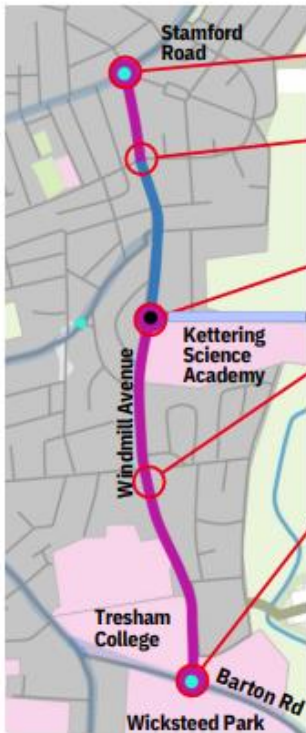 Stamford
Road
Kettering
Science
Academy
Windmill Avenue
Tresham
College
Barton Rd
Wicksteed Park